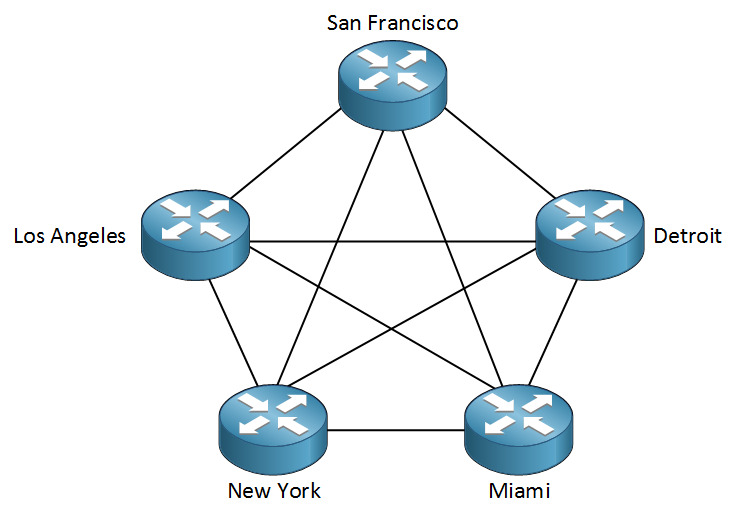 San Francisco
Los Angeles
Detroit
New York
Miami